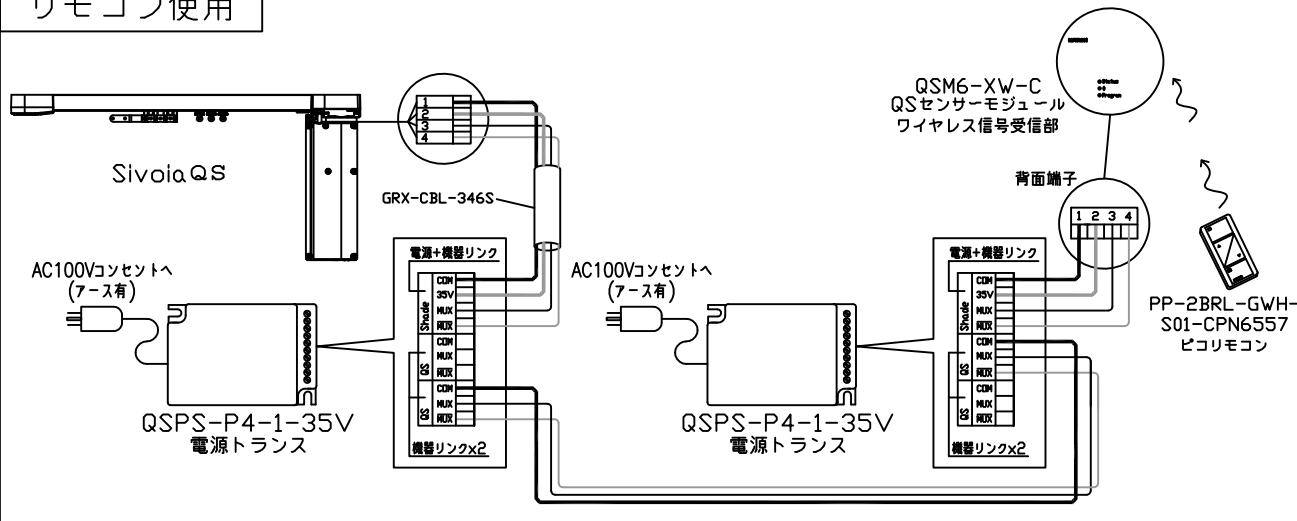 リモコン使用
Sivoia QS
1
2
3
4
GRX-CBL-346S
AC100Vコンセントへ
(アース有)
QSPS-P4-1-35V
電源トランス
電源+機器リンク
Shade
COM
35V
MUX
MUX
QS
COM
MUX
MUX
QS
COM
MUX
MUX
機器リンクx2
AC100Vコンセントへ
(アース有)
QSPS-P4-1-35V
電源トランス
電源+機器リンク
Shade
COM
35V
MUX
MUX
QS
COM
MUX
MUX
QS
COM
MUX
MUX
機器リンクx2
Status
Program
QSM6-XW-C
QSセンサーモジュール
ワイヤレス信号受信部
背面端子
1 2 3 4
PP-2BRL-GWH-
S01-CPN6557
ピコリモコン